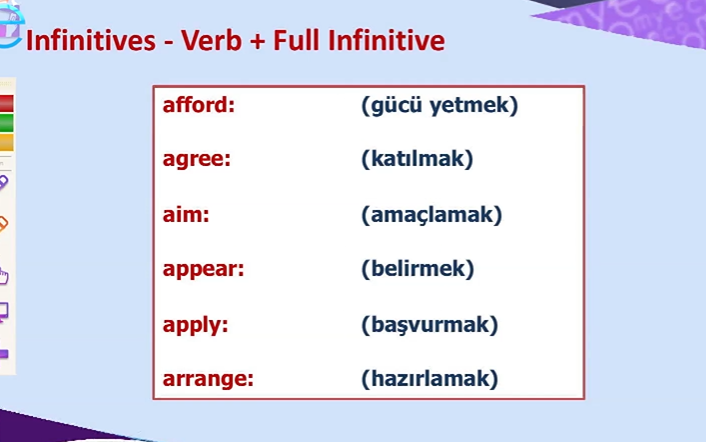 Infinitives - Verb + Full Infinitive
afford: (gücü yetmek)
agree: (katılmak)
aim: (amaçlamak)
appear: (belirmek)
apply: (başvurmak)
arrange: (hazırlamak)